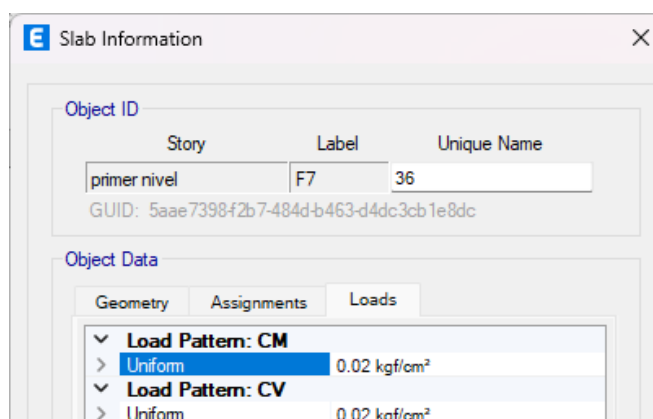 E Slab Information
Object ID
Story Label Unique Name
primer nivel F7 36
GUID: 5aae7398-f2b7-484d-b463-d4dc3cb1e8dc
Object Data
Geometry Assignments Loads
Load Pattern: CM
Uniform 0.02 kgf/cm²
Load Pattern: CV
Uniform 0.02 kgf/cm²